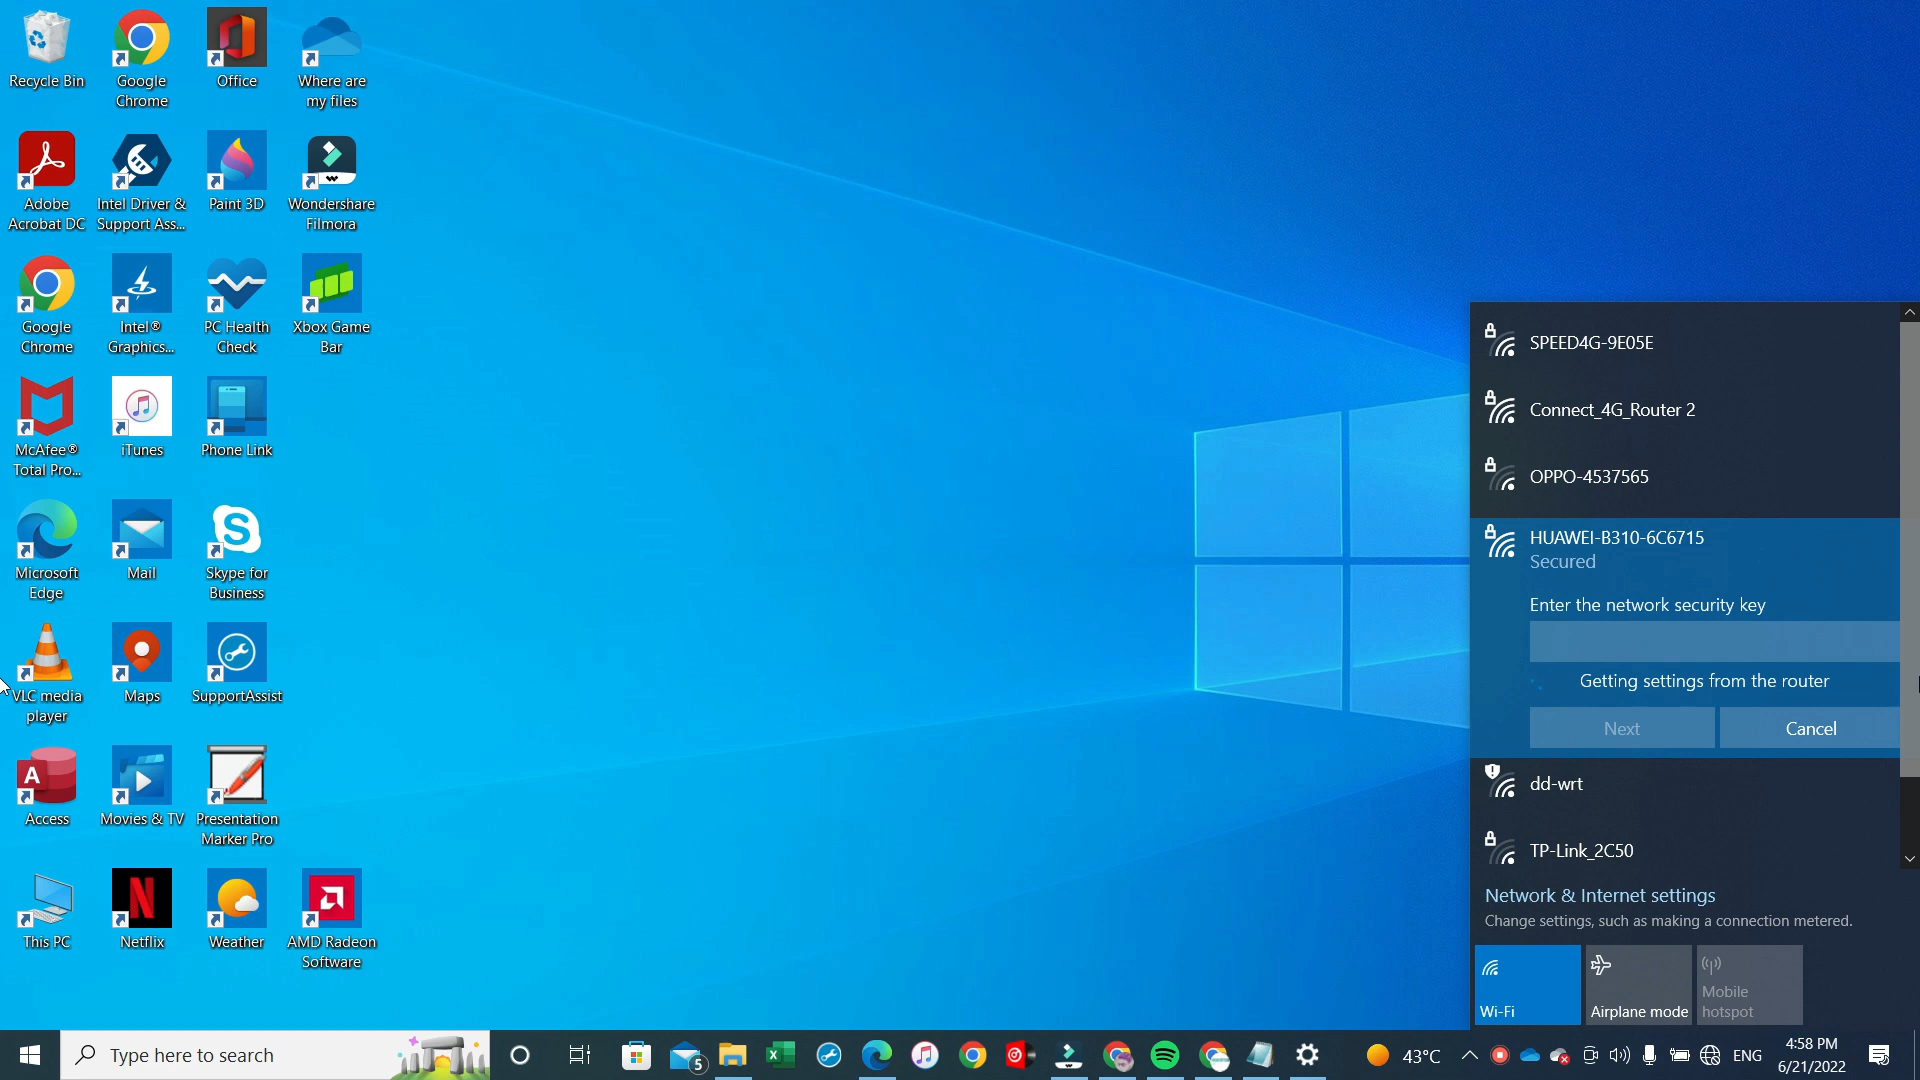 Recycle Bin
Google
Chrome
Office
Where are
my files
Adobe
Acrobat DC
Intel Driver &
Support Ass...
Paint 3D
Wondershare
Filmora
Google
Chrome
Intel®
Graphics...
PC Health
Check
Xbox Game
Bar
McAfee®
Total Pro...
iTunes
Phone Link
Microsoft
Edge
Mail
Skype for
Business
VLC media
player
Maps
SupportAssist
Access
Movies & TV
Presentation
Marker Pro
This PC
Netflix
Weather
AMD Radeon
Software
SPEED4G-9E05E
Connect_4G_Router 2
OPPO-4537565
HUAWEI-B310-6C6715
Secured
Enter the network security key
Getting settings from the router
Next
Cancel
dd-wrt
TP-Link_2C50
Network & Internet settings
Change settings, such as making a connection metered.
Wi-Fi
Airplane mode
Mobile
hotspot
Type here to search
5
43°C
ENG
4:58 PM
6/21/2022